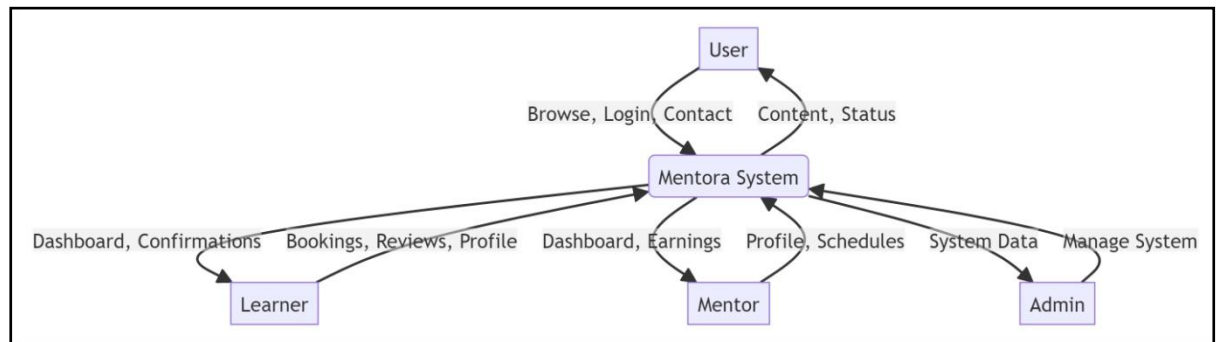 User
Browse, Login, Contact
Content, Status
Mentora System
Dashboard, Confirmations
Bookings, Reviews, Profile
Dashboard, Earnings
Profile, Schedules
System Data
Manage System
Learner
Mentor
Admin